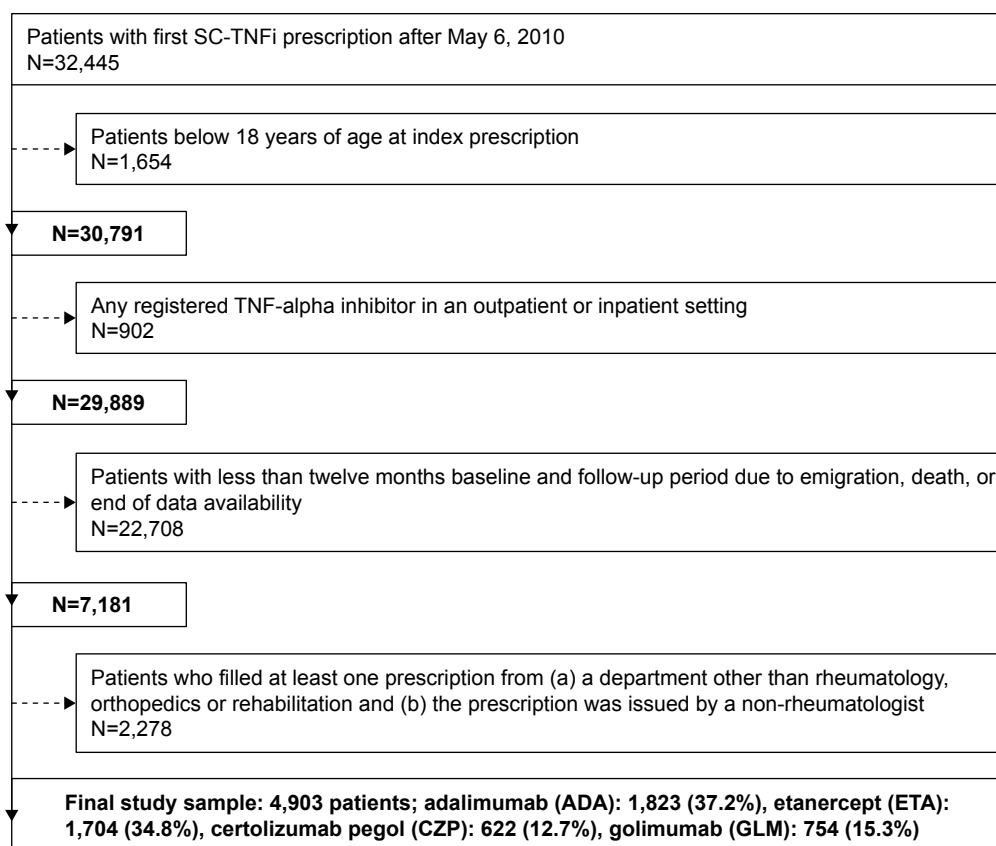 Patients with first SC-TNFi prescription after May 6, 2010
N=32,445
Patients below 18 years of age at index prescription
N=1,654
N=30,791
Any registered TNF-alpha inhibitor in an outpatient or inpatient setting
N=902
N=29,889
Patients with less than twelve months baseline and follow-up period due to emigration, death, or
end of data availability
N=22,708
N=7,181
Patients who filled at least one prescription from (a) a department other than rheumatology,
orthopedics or rehabilitation and (b) the prescription was issued by a non-rheumatologist
N=2,278
Final study sample: 4,903 patients; adalimumab (ADA): 1,823 (37.2%), etanercept (ETA):
1,704 (34.8%), certolizumab pegol (CZP): 622 (12.7%), golimumab (GLM): 754 (15.3%)